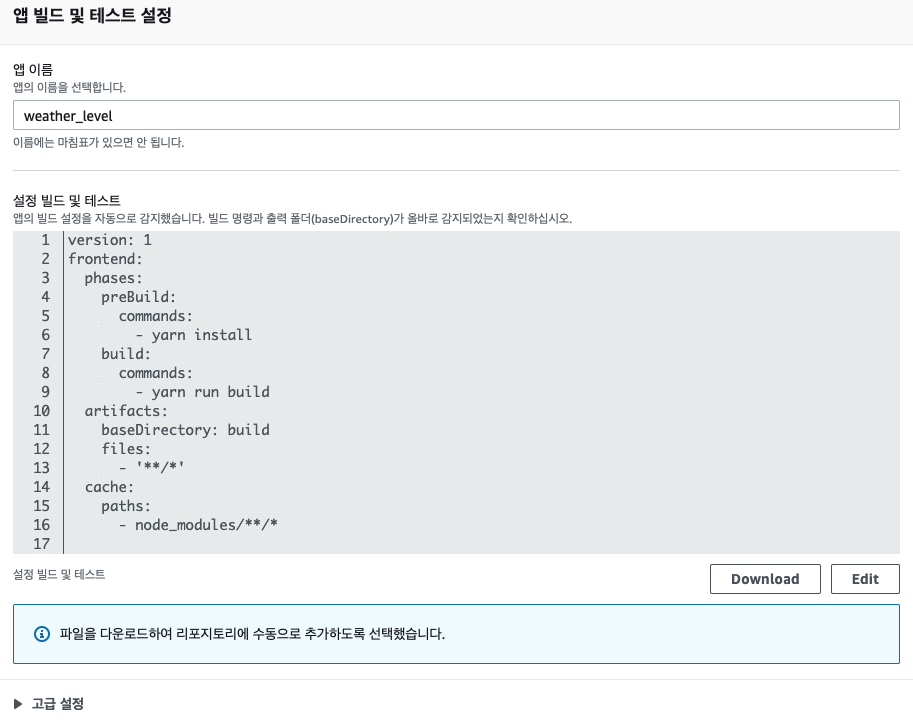 앱 빌드 및 테스트 설정
앱 이름
앱의 이름을 선택합니다.
weather_level
이름에는 마침표가 있으면 안 됩니다.
설정 빌드 및 테스트
앱의 빌드 설정을 자동으로 감지했습니다. 빌드 명령과 출력 폴더(baseDirectory)가 올바로 감지되었는지 확인하십시오.
1 version: 1
2 frontend:
3   phases:
4     preBuild:
5       commands:
6         - yarn install
7     build:
8       commands:
9         - yarn run build
10   artifacts:
11     baseDirectory: build
12     files:
13       - '**/*'
14   cache:
15     paths:
16       - node_modules/**/*
17
설정 빌드 및 테스트
Download Edit
파일을 다운로드하여 리포지토리에 수동으로 추가하도록 선택했습니다.
고급 설정